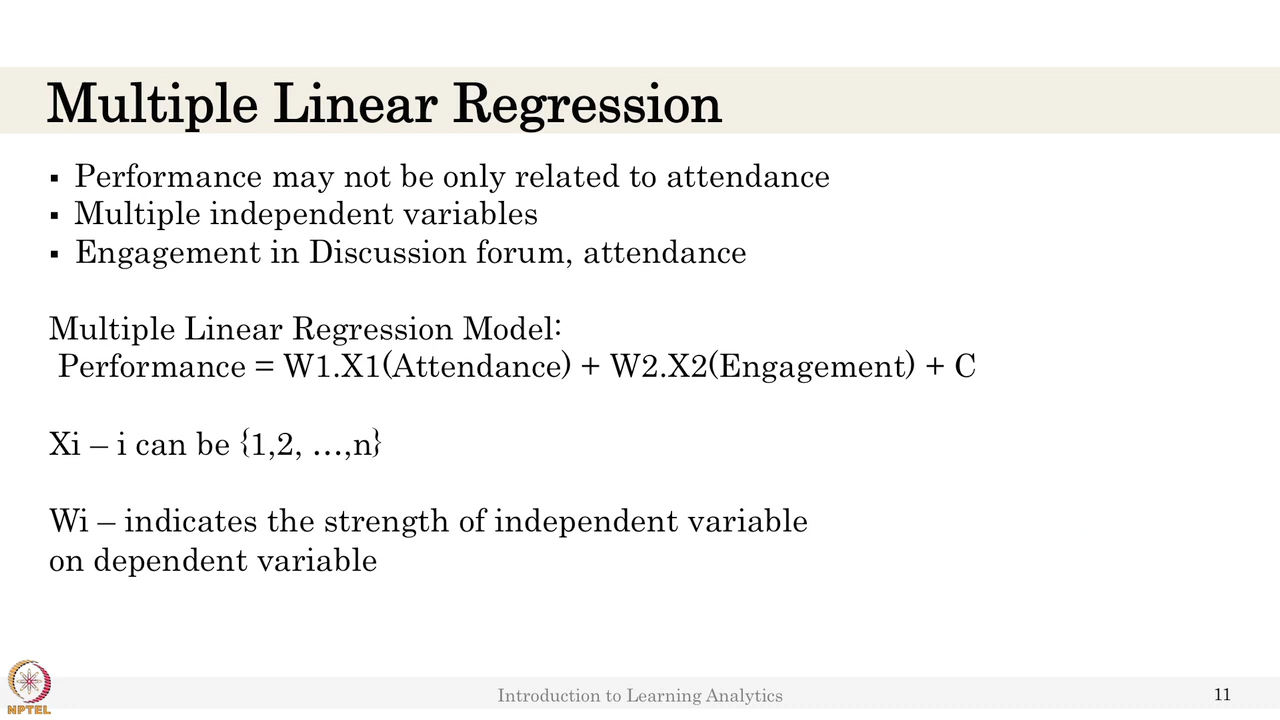 Multiple Linear Regression
▪ Performance may not be only related to attendance
▪ Multiple independent variables
▪ Engagement in Discussion forum, attendance
Multiple Linear Regression Model:
Performance = W1.X1(Attendance) + W2.X2(Engagement) + C
Xi – i can be {1,2, …,n}
Wi – indicates the strength of independent variable
on dependent variable
NPTEL
Introduction to Learning Analytics
11